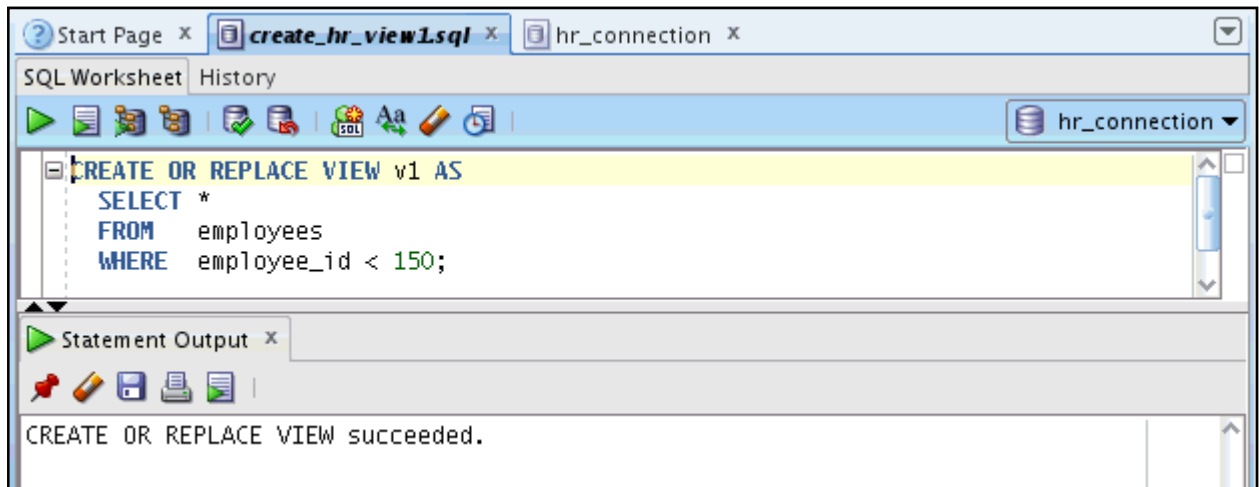 Start Page x create_hr_view1.sql x hr_connection x
SQL Worksheet History
hr_connection
CREATE OR REPLACE VIEW v1 AS
SELECT *
FROM employees
WHERE employee_id < 150;
Statement Output x
CREATE OR REPLACE VIEW succeeded.